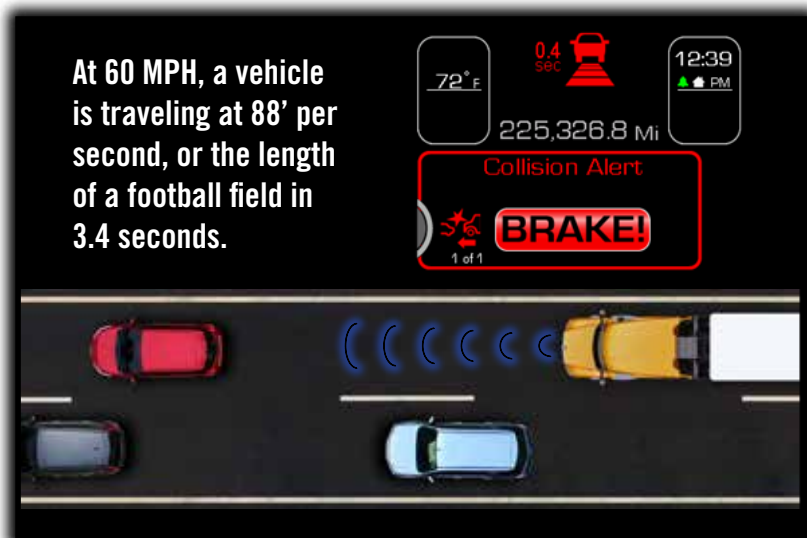 At 60 MPH, a vehicle
is traveling at 88’ per
second, or the length
of a football field in
3.4 seconds.
72° F
0.4
sec
12:39
PM
225,326.8 Mi
Collision Alert
BRAKE!
1 of 1